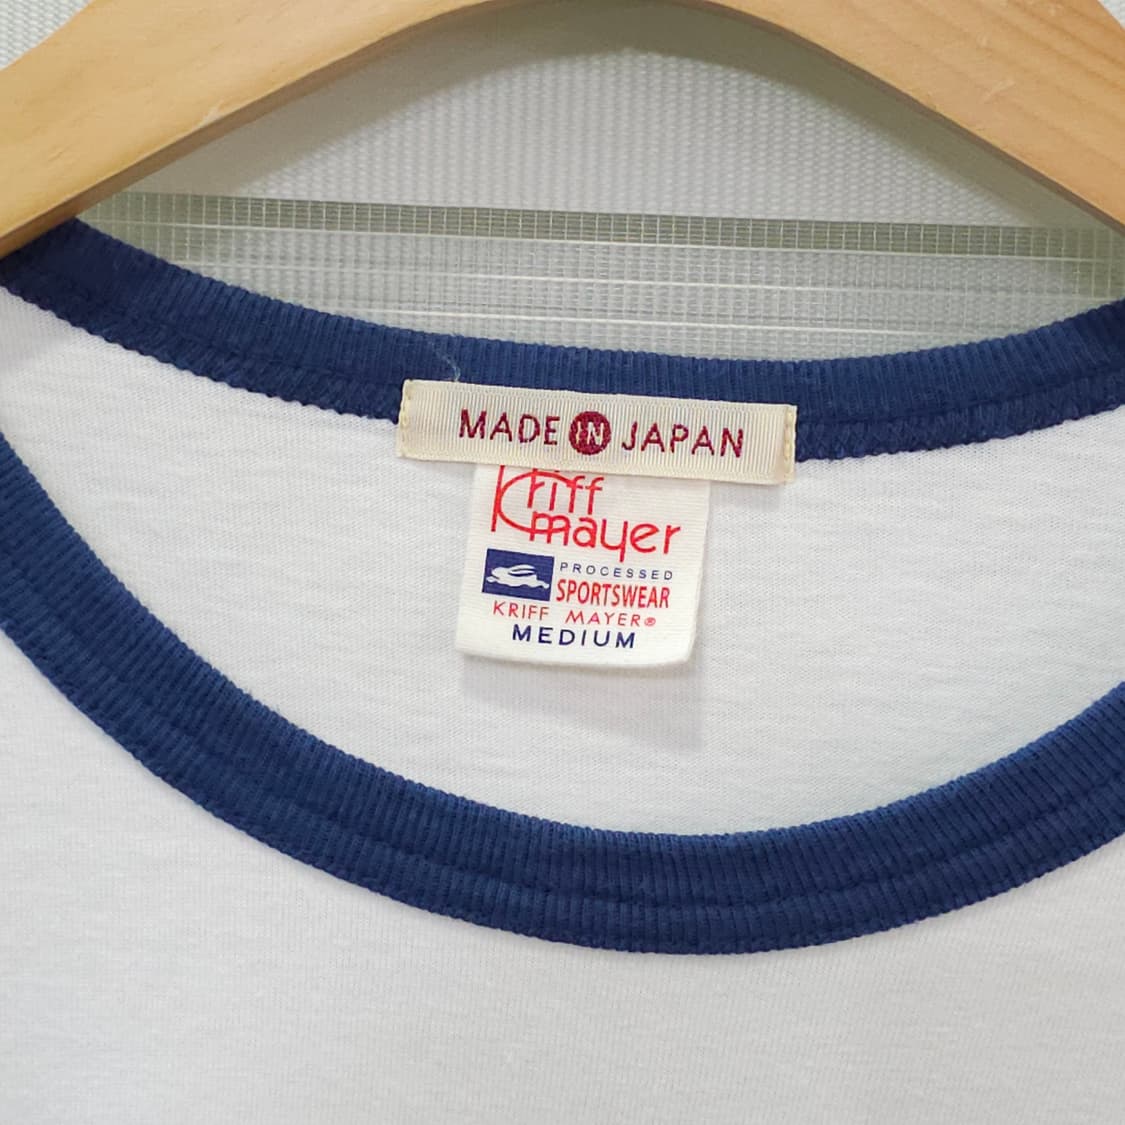 MADE IN JAPAN
Kriff
mayer
PROCESSED
SPORTSWEAR
KRIFF MAYER®
MEDIUM